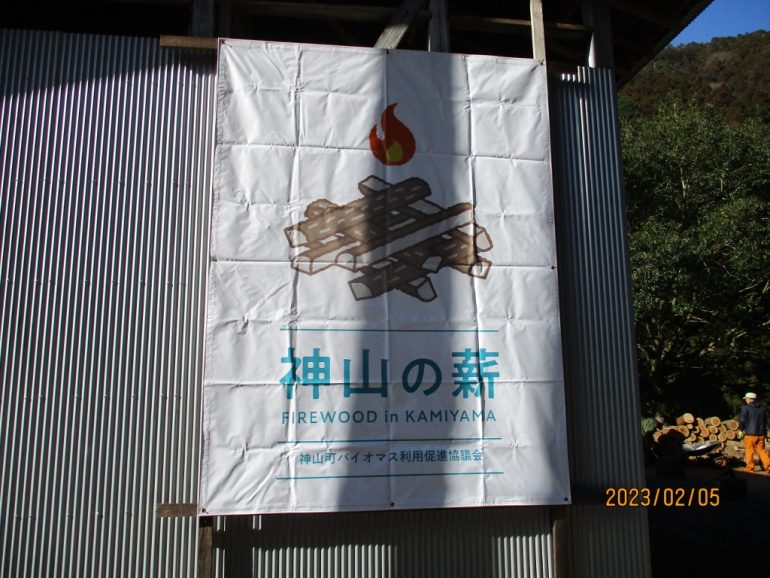 神山の薪
FIREWOOD in KAMIYAMA
神山町バイオマス利用促進協議会
2023/02/05